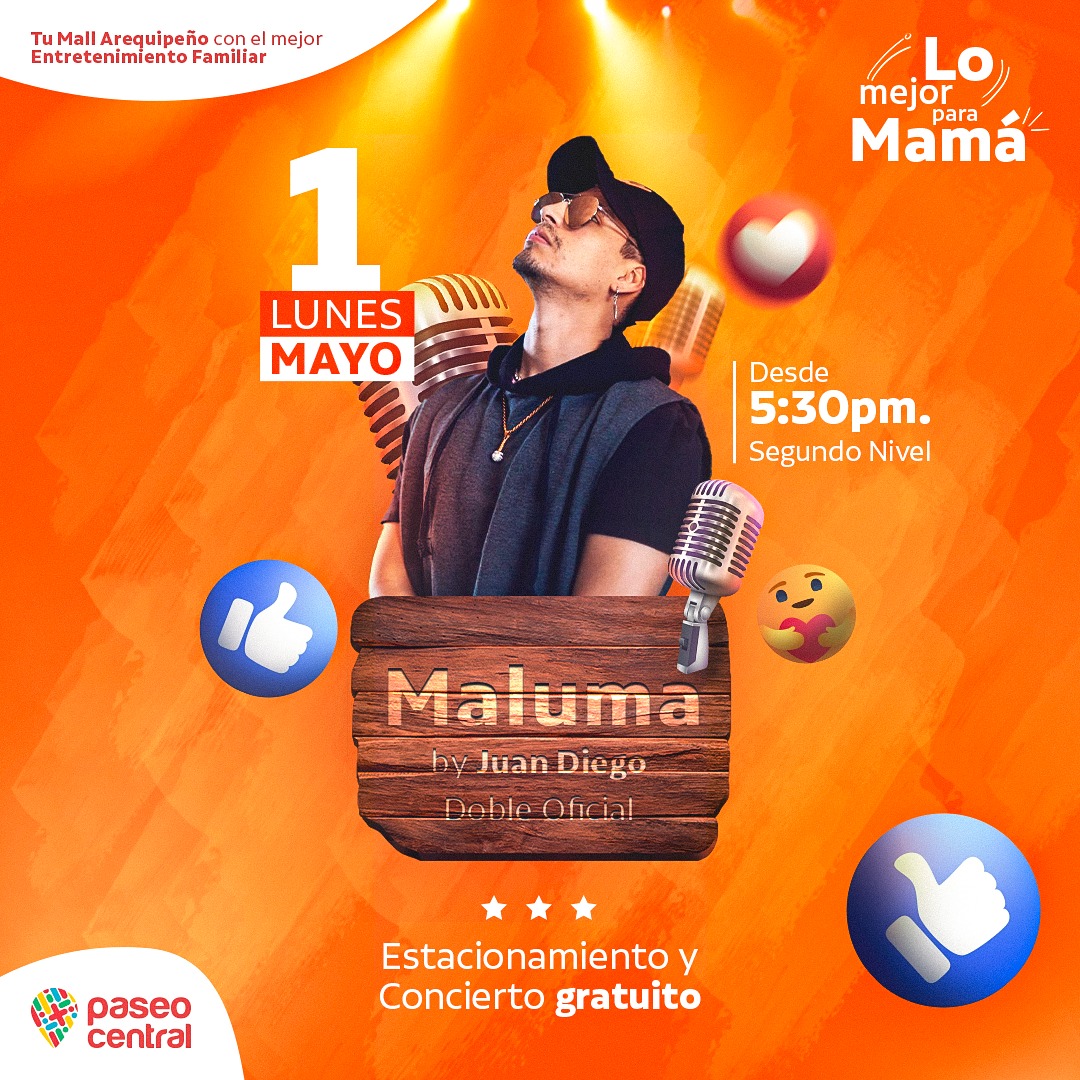 Tu Mall Arequipeño con el mejor
Entretenimiento Familiar
Lo
mejor
para
Mamá
1
LUNES
MAYO
Desde
5:30pm.
Segundo Nivel
Maluma
by Juan Diego
Doble Oficial
Estacionamiento y
Concierto gratuito
paseo
central